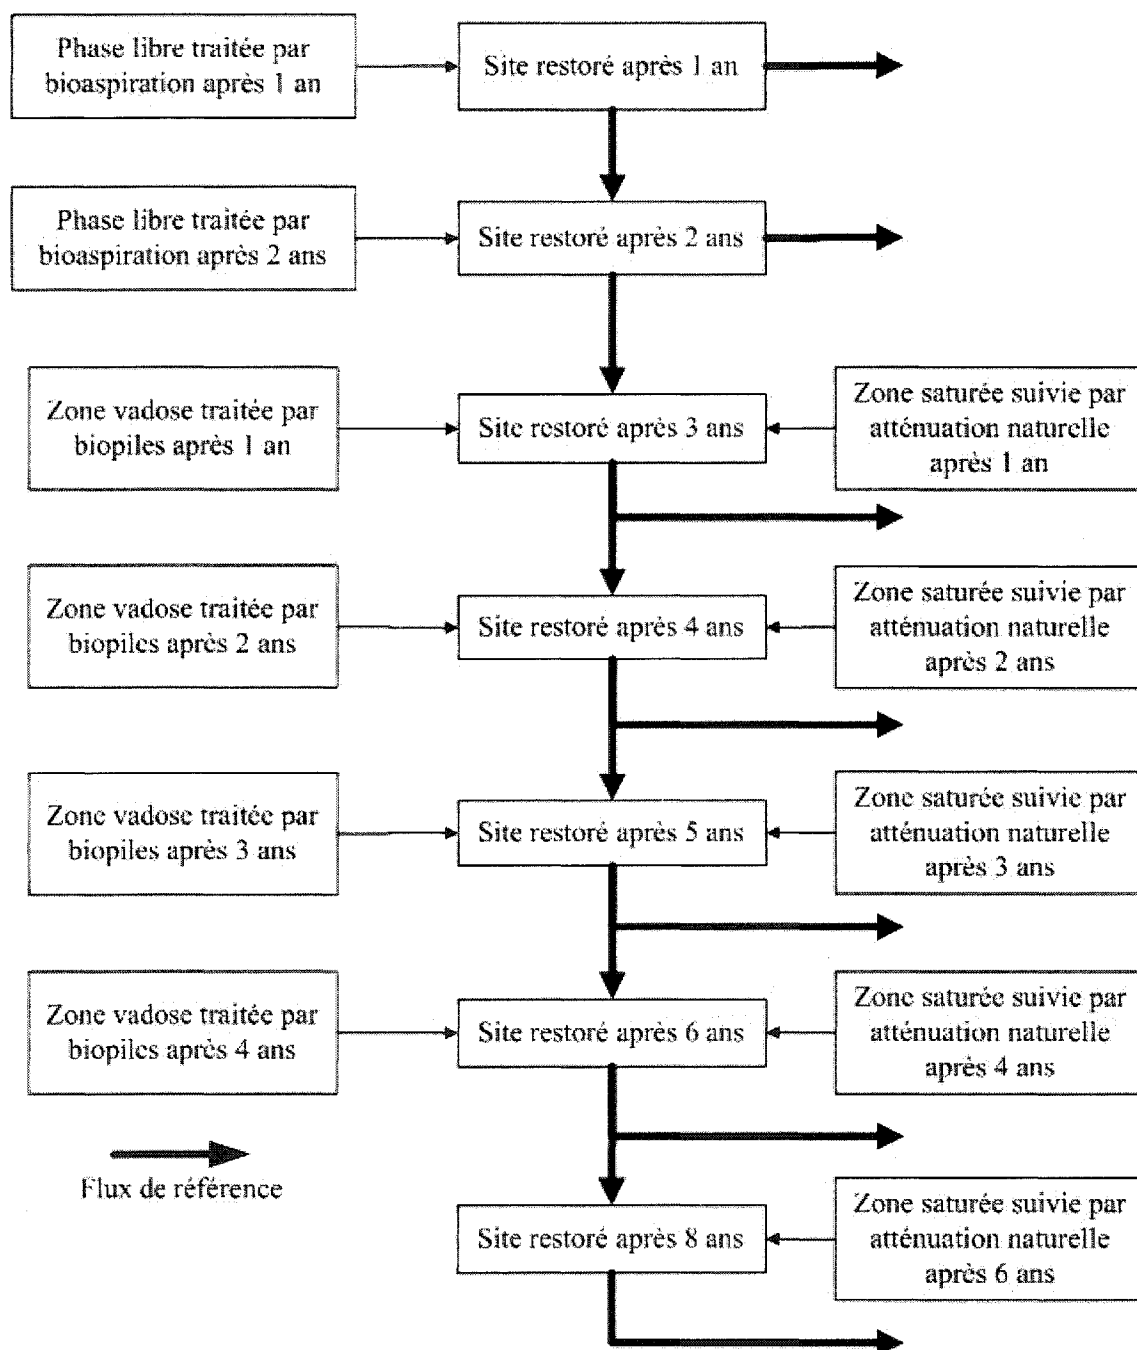 Phase libre traitée par
bioaspiration après 1 an
Site restoré après 1 an
Phase libre traitée par
bioaspiration après 2 ans
Site restoré après 2 ans
Zone vadose traitée par
biopiles après 1 an
Site restoré après 3 ans
Zone saturée suivie par
atténuation naturelle
après 1 an
Zone vadose traitée par
biopiles après 2 ans
Site restoré après 4 ans
Zone saturée suivie par
atténuation naturelle
après 2 ans
Zone vadose traitée par
biopiles après 3 ans
Site restoré après 5 ans
Zone saturée suivie par
atténuation naturelle
après 3 ans
Zone vadose traitée par
biopiles après 4 ans
Site restoré après 6 ans
Zone saturée suivie par
atténuation naturelle
après 4 ans
Flux de référence
Site restoré après 8 ans
Zone saturée suivie par
atténuation naturelle
après 6 ans